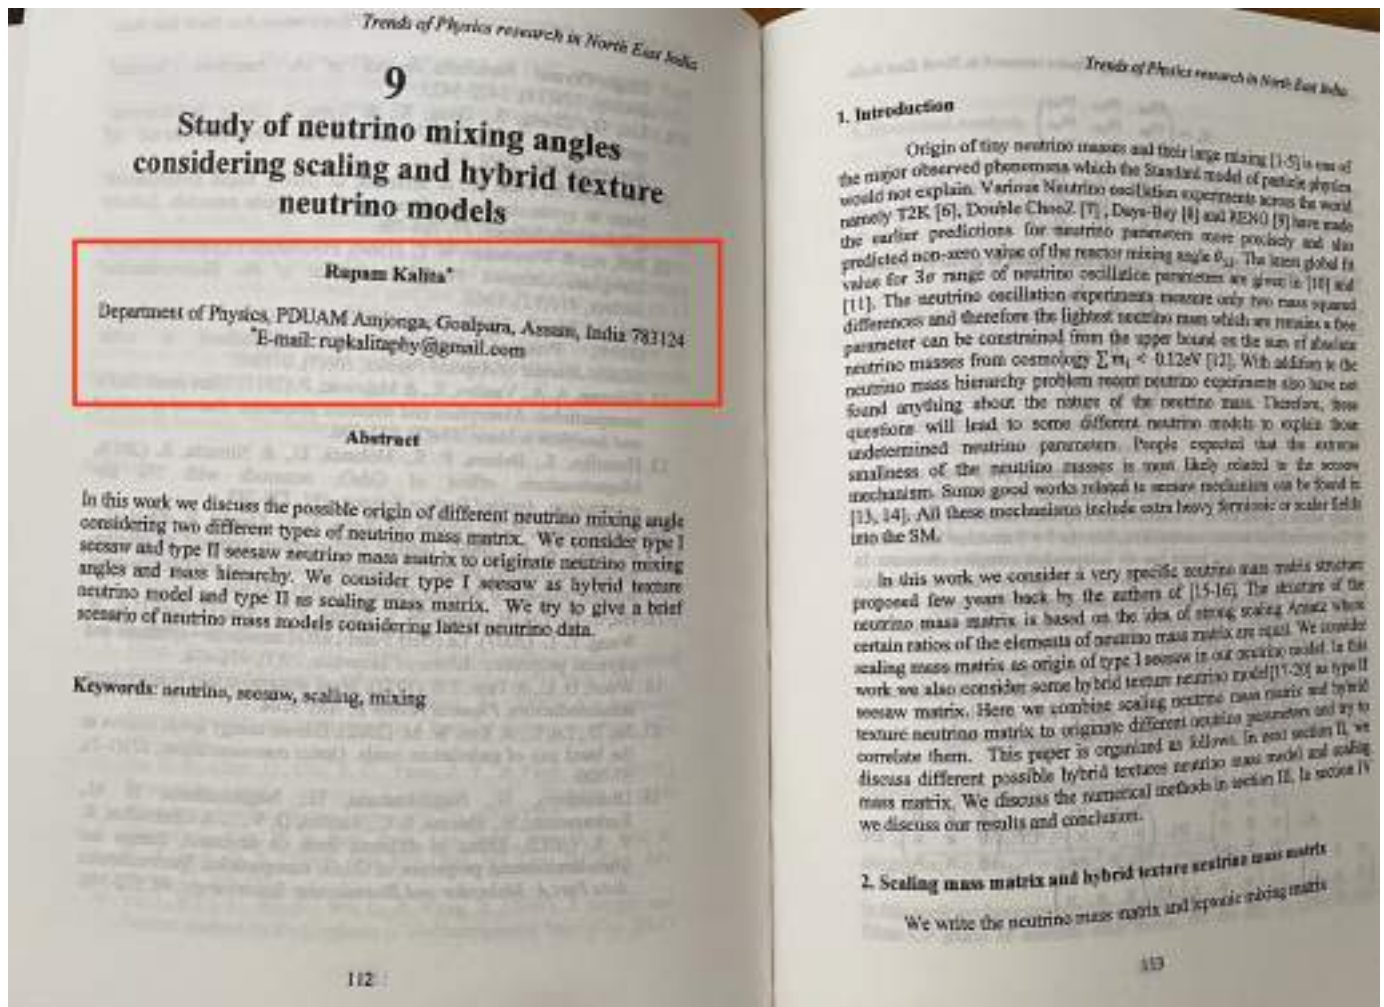 Trends of Physics research in North East India
9
Study of neutrino mixing angles
considering scaling and hybrid texture
neutrino models
Rupam Kalita*
Department of Physics, PDUAM Amjonga, Goalpara, Assam, India 783124
*E-mail: rupkalitaphy@gmail.com
Abstract
In this work we discuss the possible origin of different neutrino mixing angle
considering two different types of neutrino mass matrix. We consider type I
seesaw and type II seesaw neutrino mass matrix to originate neutrino mixing
angles and mass hierarchy. We consider type I seesaw as hybrid texture
neutrino model and type II as scaling mass matrix. We try to give a brief
scenario of neutrino mass models considering latest neutrino data.
Keywords: neutrino, seesaw, scaling, mixing
112
Trends of Physics research in North East India
1. Introduction
Origin of tiny neutrino masses and their large mixing [1-5] is one of
the major observed phenomena which the Standard model of particle physics
would not explain. Various Neutrino oscillation experiments across the world
namely T2K [6], Double ChooZ [7] , Daya-Bay [8] and RENO [9] have made
the earlier predictions for neutrino parameters more precisely and also
predicted non-zero value of the reactor mixing angle θ₁₃. The latest global fit
value for 3σ range of neutrino oscillation parameters are given in [10] and
[11]. The neutrino oscillation experiments measure only two mass squared
differences and therefore the lightest neutrino mass which are remains a free
parameter can be constrained from the upper bound on the sum of absolute
neutrino masses from cosmology ∑ mᵢ < 0.12eV [12]. With addition to the
neutrino mass hierarchy problem recent neutrino experiments also have not
found anything about the nature of the neutrino mass. Therefore, these
questions will lead to some different neutrino models to explain those
undetermined neutrino parameters. People expected that the extreme
smallness of the neutrino masses is most likely related to the seesaw
mechanism. Some good works related to seesaw mechanism can be found in
[13, 14]. All these mechanisms include extra heavy fermionic or scalar fields
into the SM.
In this work we consider a very specific neutrino mass matrix structure
proposed few years back by the authors of [15-16]. The structure of the
neutrino mass matrix is based on the idea of strong scaling Ansatz where
certain ratios of the elements of neutrino mass matrix are equal. We consider
scaling mass matrix as origin of type I seesaw in our neutrino model. In this
work we also consider some hybrid texture neutrino model[17-20] as type II
seesaw matrix. Here we combine scaling neutrino mass matrix and hybrid
texture neutrino matrix to originate different neutrino parameters and try to
correlate them. This paper is organized as follows. In next section II, we
discuss different possible hybrid textures neutrino mass model and scaling
mass matrix. We discuss the numerical methods in section III. In section IV
we discuss our results and conclusion.
2. Scaling mass matrix and hybrid texture neutrino mass matrix
We write the neutrino mass matrix and leptonic mixing matrix
113